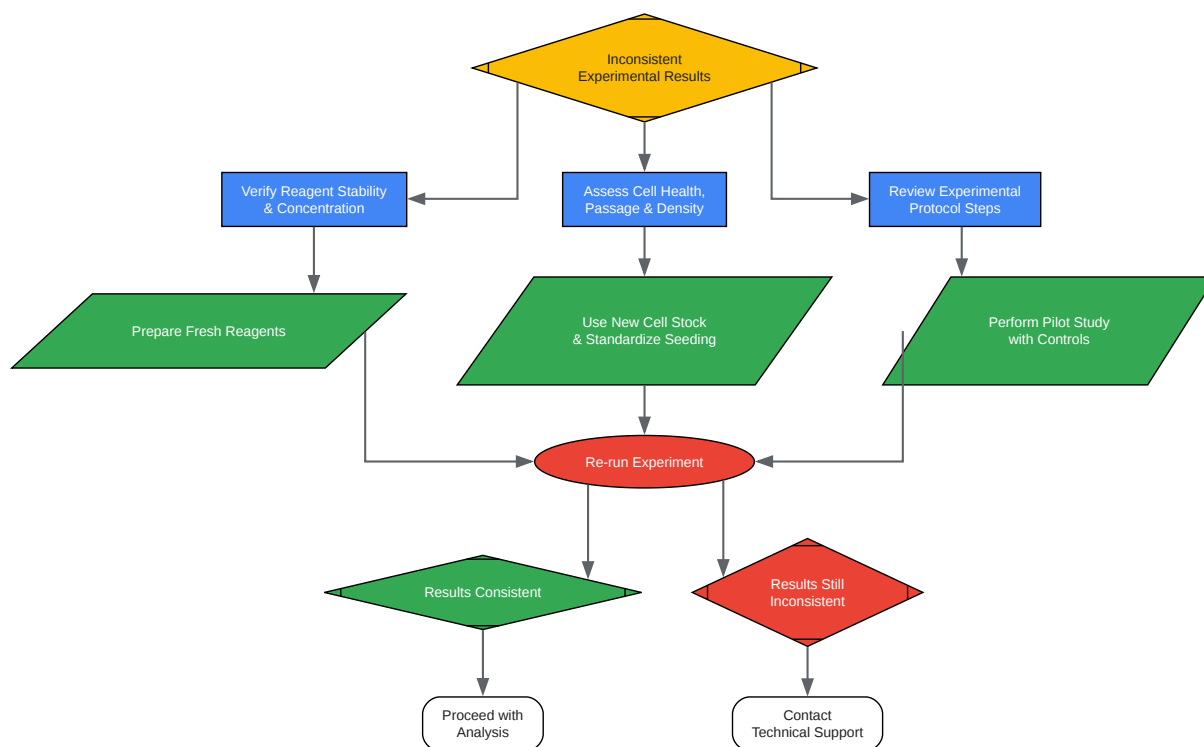 Inconsistent
Experimental Results
Verify Reagent Stability
& Concentration
Assess Cell Health,
Passage & Density
Review Experimental
Protocol Steps
Prepare Fresh Reagents
Use New Cell Stock
& Standardize Seeding
Perform Pilot Study
with Controls
Re-run Experiment
Results Consistent
Results Still
Inconsistent
Proceed with
Analysis
Contact
Technical Support